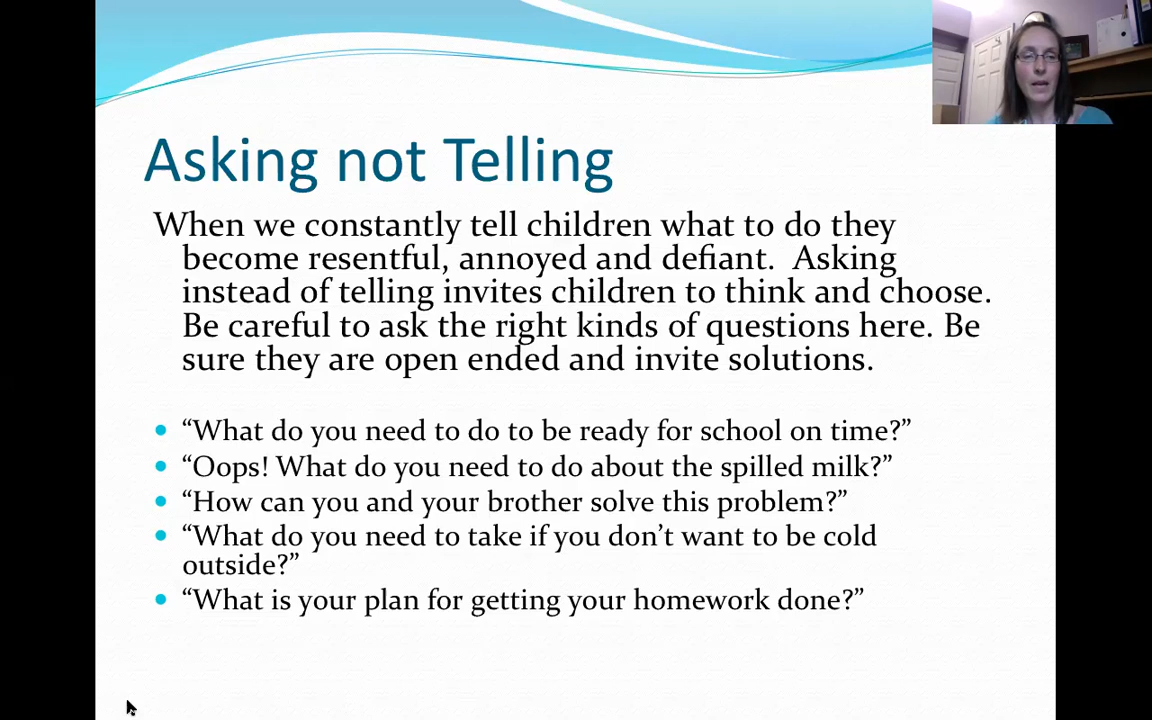 Asking not Telling
When we constantly tell children what to do they
become resentful, annoyed and defiant.  Asking
instead of telling invites children to think and choose.
Be careful to ask the right kinds of questions here. Be
sure they are open ended and invite solutions.
• “What do you need to do to be ready for school on time?”
• “Oops! What do you need to do about the spilled milk?”
• “How can you and your brother solve this problem?”
• “What do you need to take if you don’t want to be cold
outside?”
• “What is your plan for getting your homework done?”